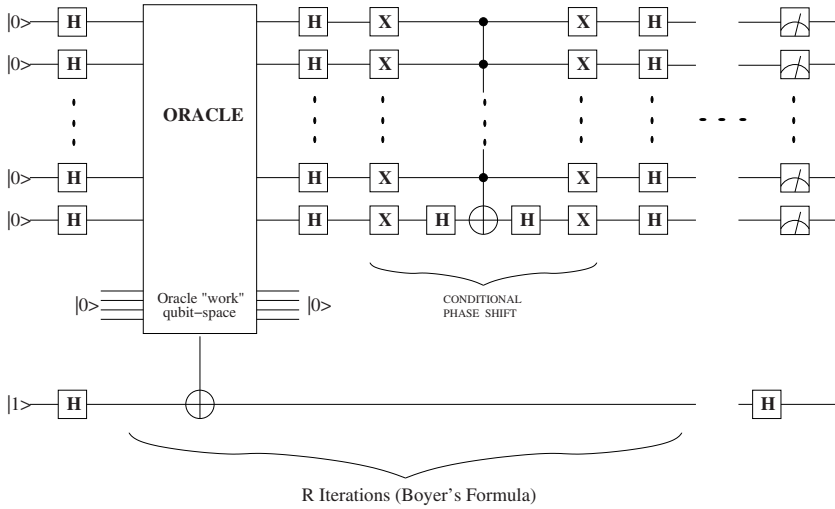 |0> H H X X H
|0> H H X X H
ORACLE
|0> H H X X H
|0> H H X H H X H
|0> Oracle "work" |0>
qubit−space
CONDITIONAL
PHASE SHIFT
|1> H H
R Iterations (Boyer's Formula)